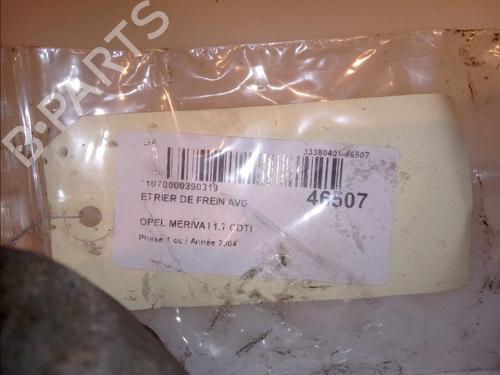 B-PARTS
GA
33380401-46507
*1070000390319
ETRIER DE FREIN AVG
46507
OPEL MERIVA I 1.7 CDTI
Phase 1 cc / Année 2004